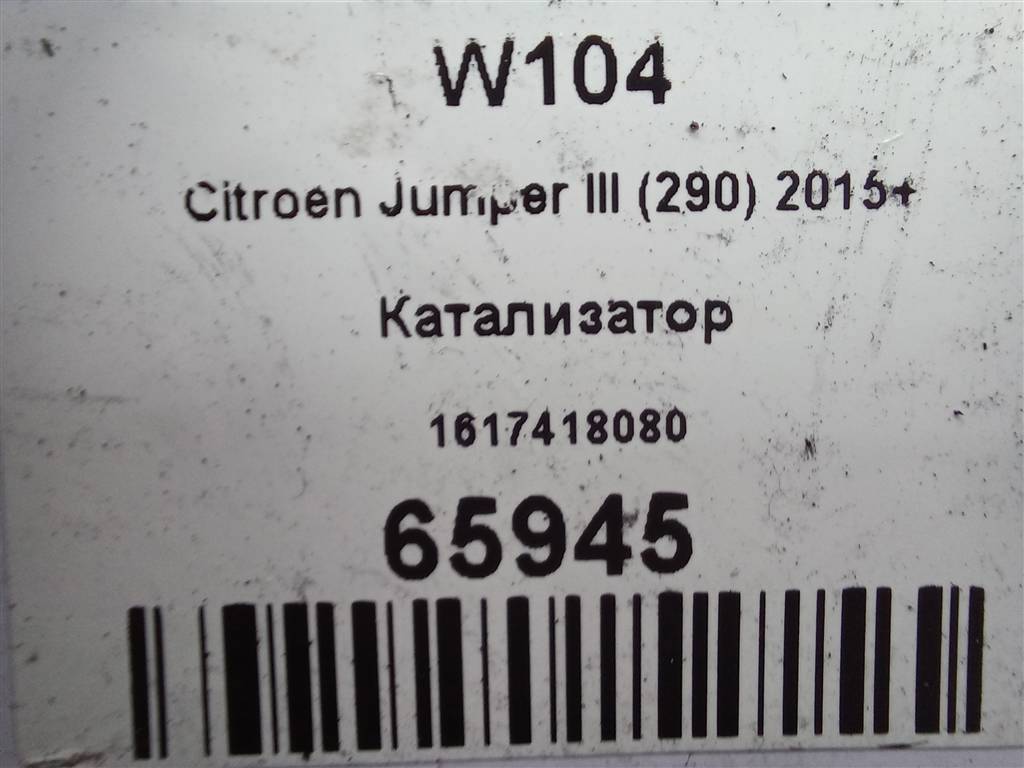 W104
Citroen Jumper III (290) 2015+
Катализатор
1617418080
65945